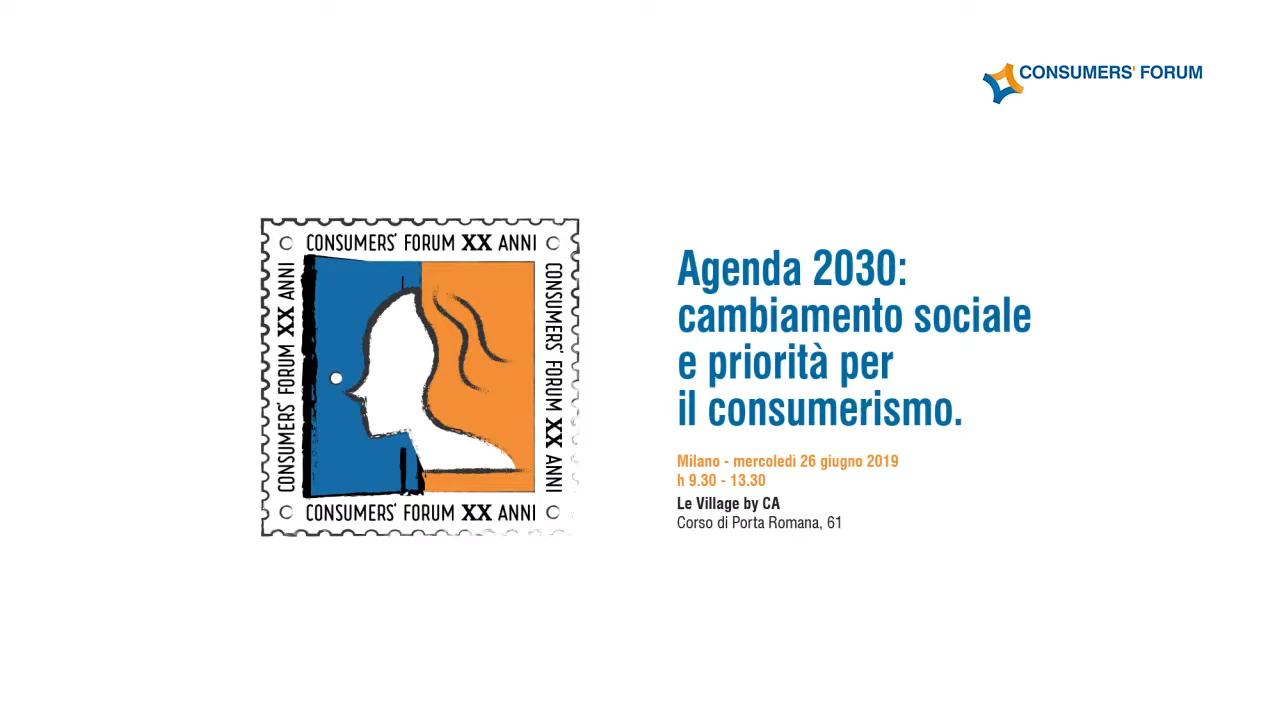 CONSUMERS' FORUM
CONSUMERS' FORUM XX ANNI
CONSUMERS' FORUM XX ANNI
CONSUMERS' FORUM XX ANNI
CONSUMERS' FORUM XX ANNI
Agenda 2030:
cambiamento sociale
e priorità per
il consumerismo.
Milano - mercoledì 26 giugno 2019
h 9.30 - 13.30
Le Village by CA
Corso di Porta Romana, 61